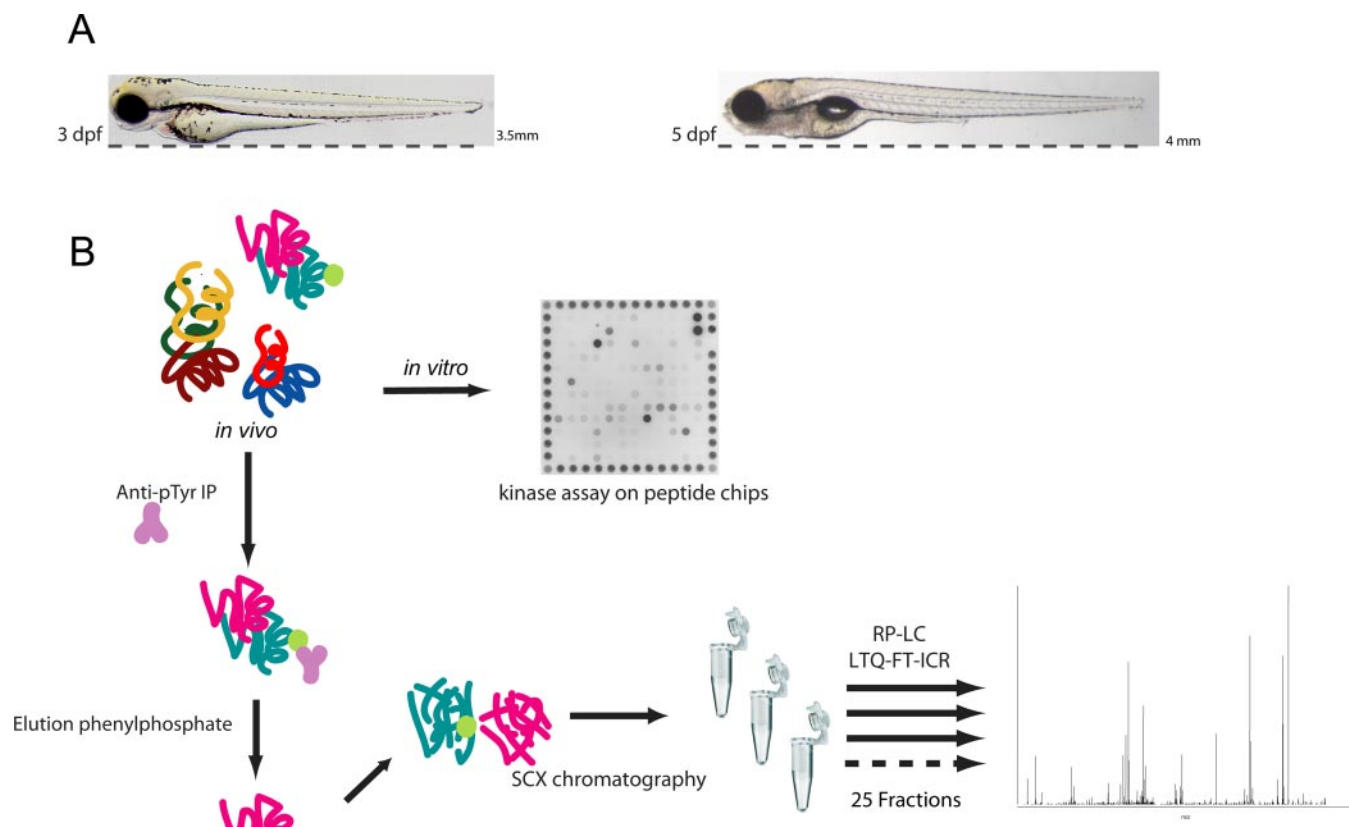 A
3 dpf
3.5mm
5 dpf
4 mm
B
in vivo
in vitro
kinase assay on peptide chips
Anti-pTyr IP
Elution phenylphosphate
SCX chromatography
RP-LC
LTQ-FT-ICR
25 Fractions
m/z